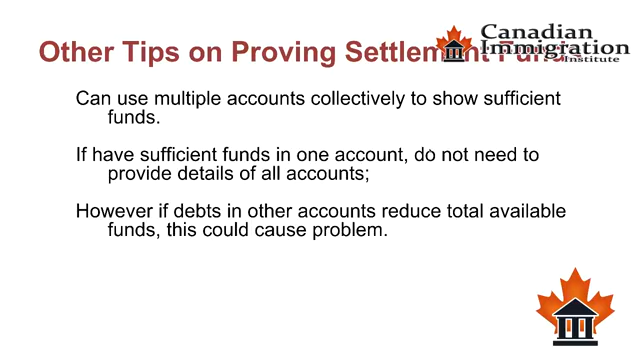 Canadian
Immigration
Institute
Other Tips on Proving Settlement Funds
Can use multiple accounts collectively to show sufficient
funds.
If have sufficient funds in one account, do not need to
provide details of all accounts;
However if debts in other accounts reduce total available
funds, this could cause problem.